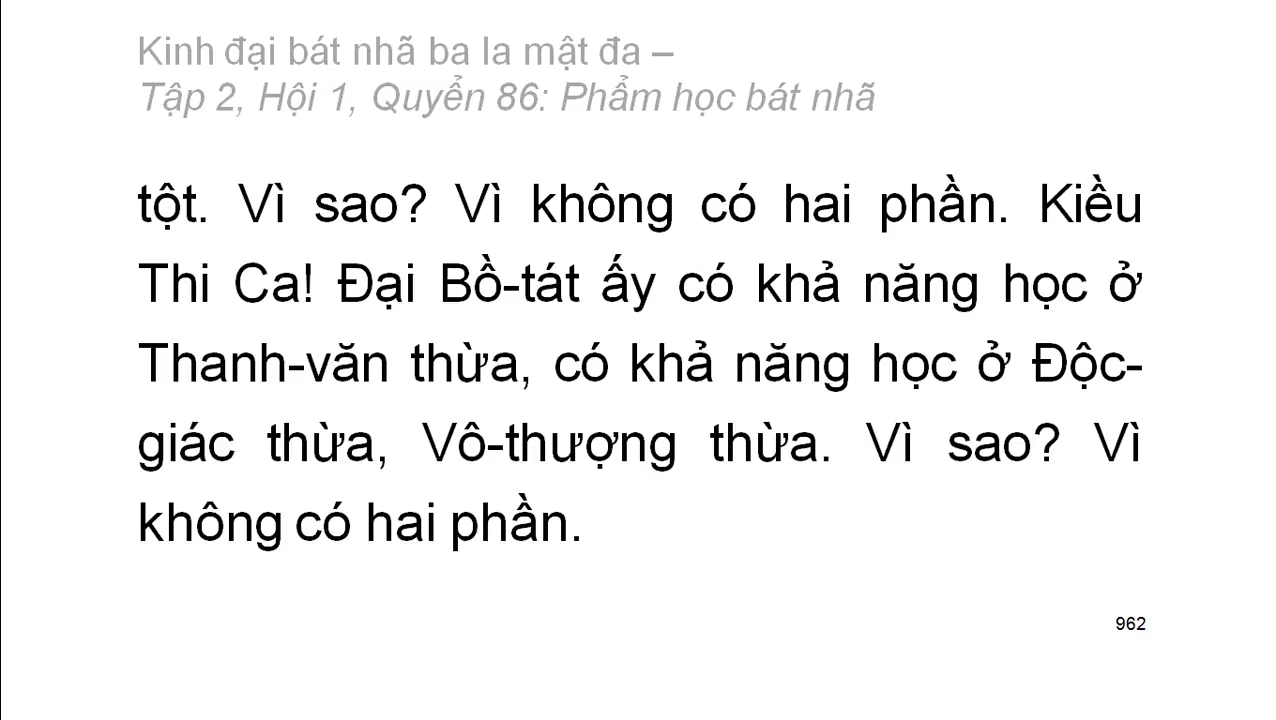 Kinh đại bát nhã ba la mật đa –
Tập 2, Hội 1, Quyển 86: Phẩm học bát nhã
tột. Vì sao? Vì không có hai phần. Kiều
Thi Ca! Đại Bồ-tát ấy có khả năng học ở
Thanh-văn thừa, có khả năng học ở Độc-
giác thừa, Vô-thượng thừa. Vì sao? Vì
không có hai phần.
962